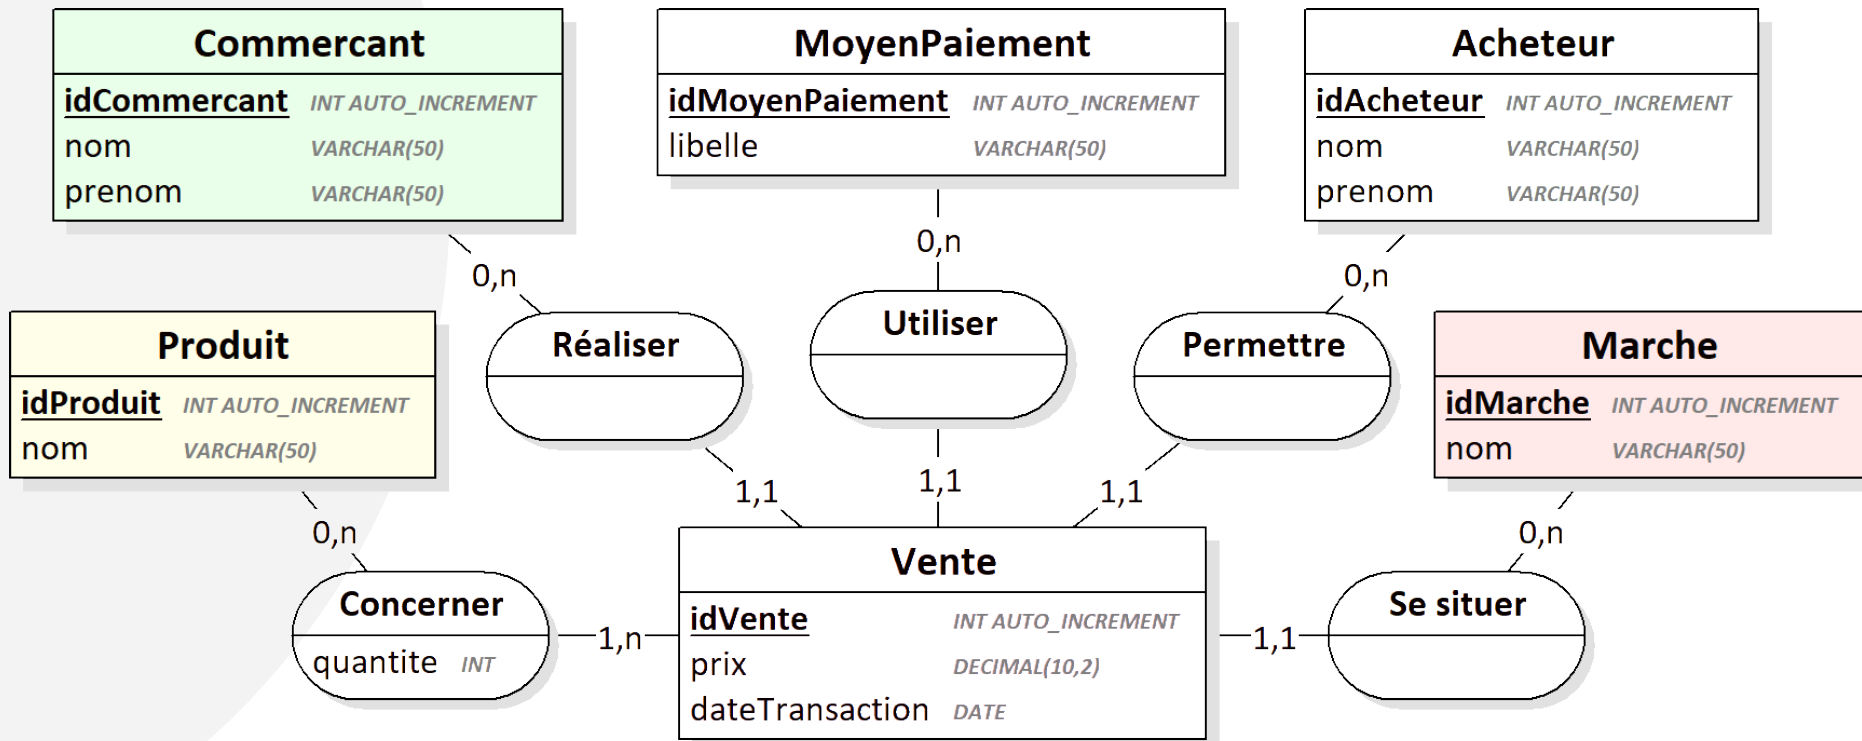 Commercant
idCommercant INT AUTO_INCREMENT
nom VARCHAR(50)
prenom VARCHAR(50)
MoyenPaiement
idMoyenPaiement INT AUTO_INCREMENT
libelle VARCHAR(50)
Acheteur
idAcheteur INT AUTO_INCREMENT
nom VARCHAR(50)
prenom VARCHAR(50)
0,n
0,n
0,n
Produit
idProduit INT AUTO_INCREMENT
nom VARCHAR(50)
Réaliser
Utiliser
Permettre
Marche
idMarche INT AUTO_INCREMENT
nom VARCHAR(50)
1,1
1,1
1,1
0,n
0,n
Concerner
quantite INT
1,n
Vente
idVente INT AUTO_INCREMENT
prix DECIMAL(10,2)
dateTransaction DATE
1,1
Se situer